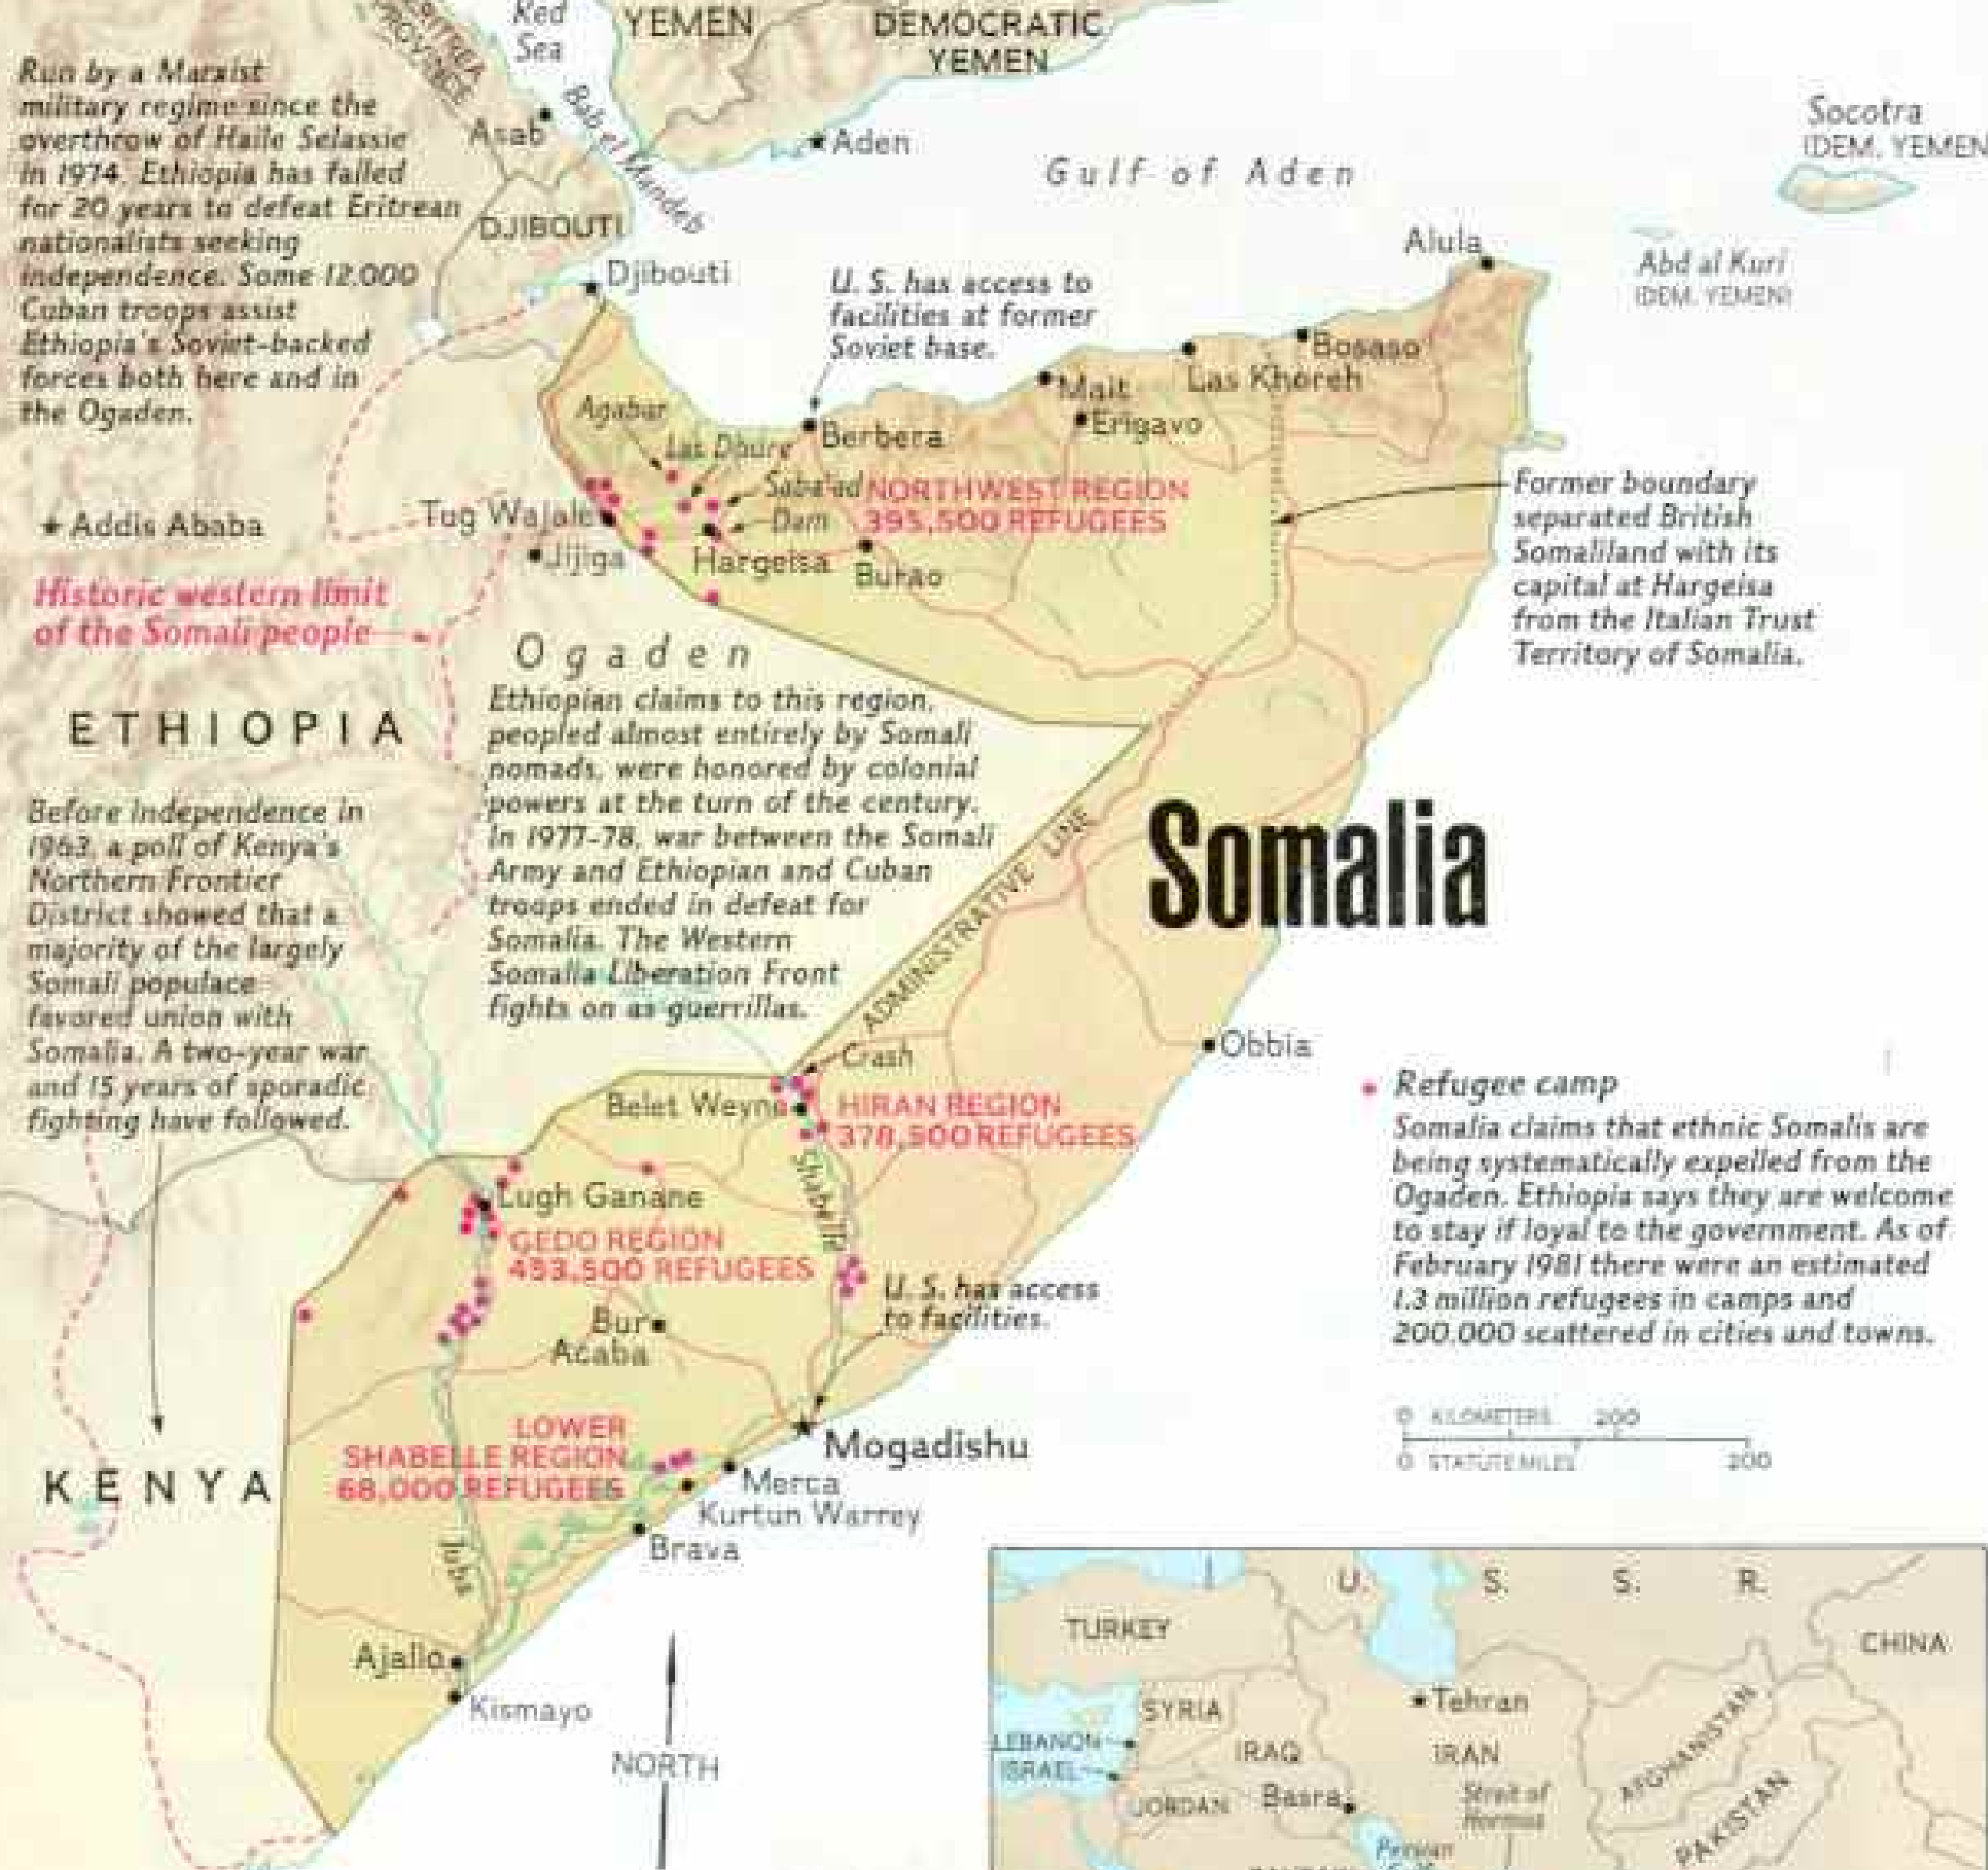 ERITREA
PROVINCE
Red
Sea
YEMEN
DEMOCRATIC
YEMEN
Run by a Marxist
military regime since the
overthrow of Haile Selassie
in 1974, Ethiopia has failed
for 20 years to defeat Eritrean
nationalists seeking
independence. Some 12,000
Cuban troops assist
Ethiopia's Soviet-backed
forces both here and in
the Ogaden.
Asab
Bab el Mandeb
Aden
Gulf of Aden
Socotra
(DEM. YEMEN
Abd al Kuri
(DEM. YEMEN)
DJIBOUTI
Djibouti
U. S. has access to
facilities at former
Soviet base.
Alula
Bosaso
Las Khoreh
Mait
Erigavo
Berbera
Agabar
Las Dhure
Saba'ad
Dam
NORTHWEST REGION
395,500 REFUGEES
Tug Wajale
Jijiga
Hargeisa
Burao
Addis Ababa
Former boundary
separated British
Somaliland with its
capital at Hargeisa
from the Italian Trust
Territory of Somalia.
Historic western limit
of the Somali people
Ogaden
Ethiopian claims to this region,
peopled almost entirely by Somali
nomads, were honored by colonial
powers at the turn of the century.
In 1977-78, war between the Somali
Army and Ethiopian and Cuban
troops ended in defeat for
Somalia. The Western
Somalia Liberation Front
fights on as guerrillas.
ETHIOPIA
Before independence in
1963, a poll of Kenya's
Northern Frontier
District showed that a
majority of the largely
Somali populace
favored union with
Somalia. A two-year war
and 15 years of sporadic
fighting have followed.
ADMINISTRATIVE LINE
Somalia
Obbia
Crash
Belet Weyne
HIRAN REGION
378,500 REFUGEES
Shabelle
Lugh Ganane
GEDO REGION
453,500 REFUGEES
Bur
Acaba
U. S. has access
to facilities.
Refugee camp
Somalia claims that ethnic Somalis are
being systematically expelled from the
Ogaden. Ethiopia says they are welcome
to stay if loyal to the government. As of
February 1981 there were an estimated
1.3 million refugees in camps and
200,000 scattered in cities and towns.
0 KILOMETERS 200
0 STATUTE MILES 200
LOWER
SHABELLE REGION
68,000 REFUGEES
Mogadishu
Merca
Kurtun Warrey
Brava
KENYA
Juba
Ajallo
Kismayo
NORTH
U. S. S. R.
TURKEY
CHINA
SYRIA
Tehran
LEBANON
ISRAEL
IRAQ
IRAN
AFGHANISTAN
JORDAN
Basra
Strait of
Hormus
PAKISTAN
Persian